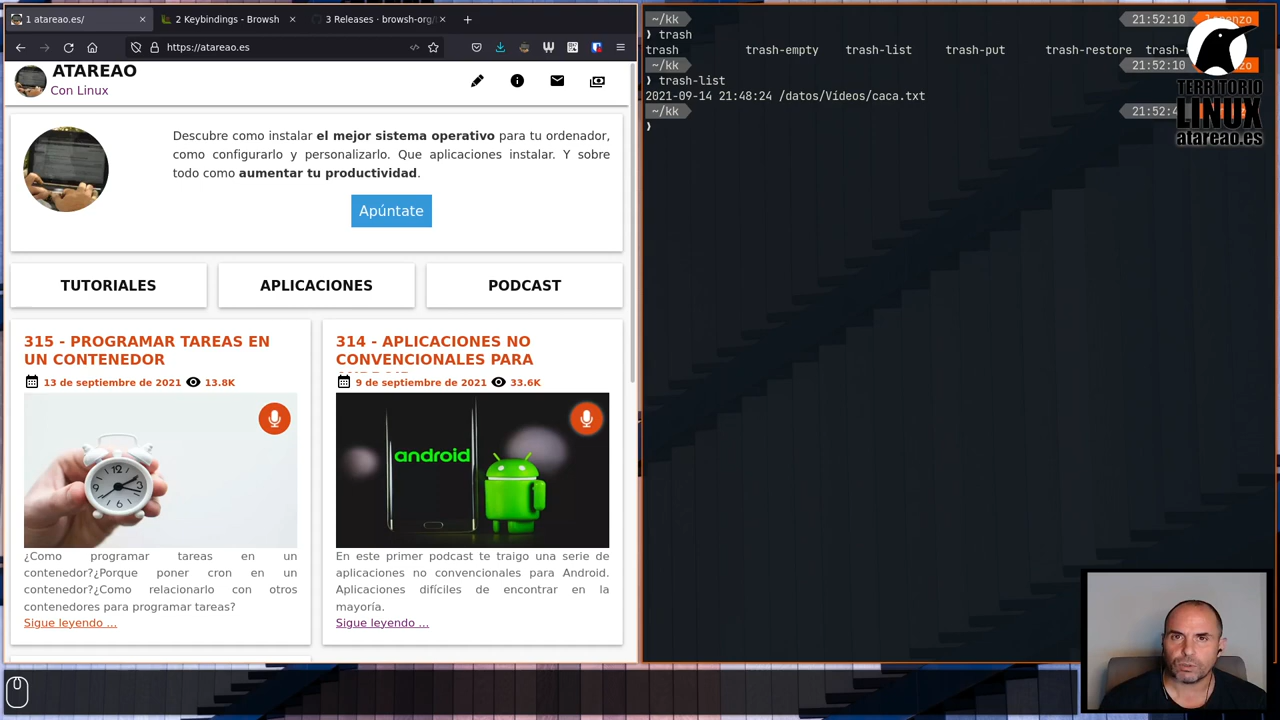 1 atareao.es/
2 Keybindings - Browsh
3 Releases · browsh-org/
https://atareao.es
ATAREAO
Con Linux
Descubre como instalar el mejor sistema operativo para tu ordenador,
como configurarlo y personalizarlo. Que aplicaciones instalar. Y sobre
todo como aumentar tu productividad.
Apúntate
TUTORIALES
APLICACIONES
PODCAST
315 - PROGRAMAR TAREAS EN
UN CONTENEDOR
13 de septiembre de 2021 13.8K
¿Como programar tareas en un
contenedor?¿Porque poner cron en un
contenedor?¿Como relacionarlo con otros
contenedores para programar tareas?
Sigue leyendo ...
314 - APLICACIONES NO
CONVENCIONALES PARA
9 de septiembre de 2021 33.6K
android
En este primer podcast te traigo una serie de
aplicaciones no convencionales para Android.
Aplicaciones difíciles de encontrar en la
mayoría.
Sigue leyendo ...
~/kk 21:52:10
❯ trash
trash trash-empty trash-list trash-put trash-restore
~/kk 21:52:10
❯ trash-list
2021-09-14 21:48:24 /datos/Vídeos/caca.txt
~/kk
❯
TERRITORIO
LINUX
atareao.es